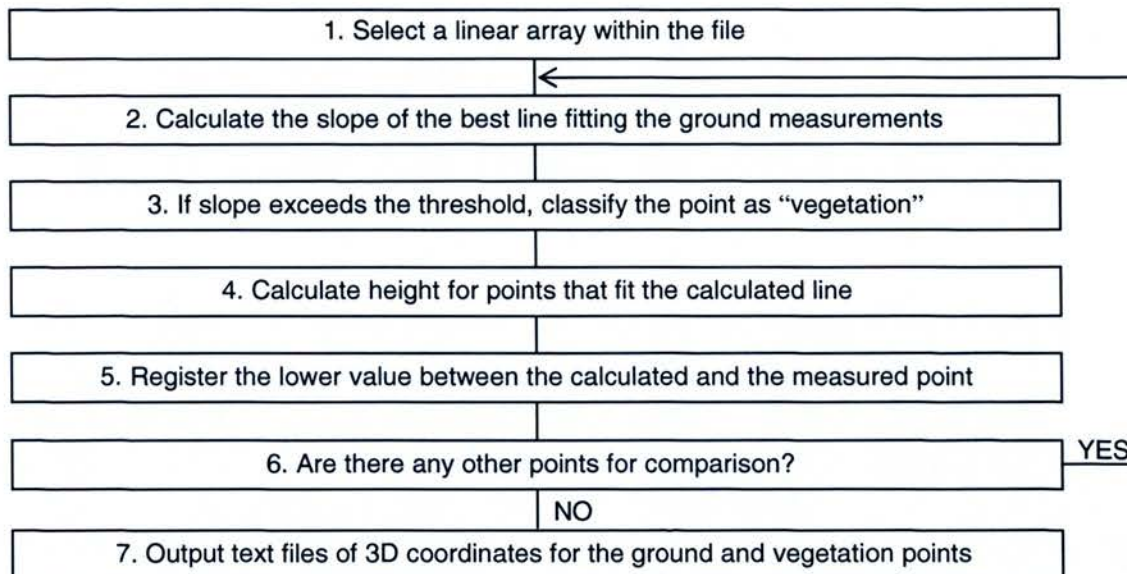 1. Select a linear array within the file
2. Calculate the slope of the best line fitting the ground measurements
3. If slope exceeds the threshold, classify the point as “vegetation”
4. Calculate height for points that fit the calculated line
5. Register the lower value between the calculated and the measured point
6. Are there any other points for comparison?
YES
NO
7. Output text files of 3D coordinates for the ground and vegetation points